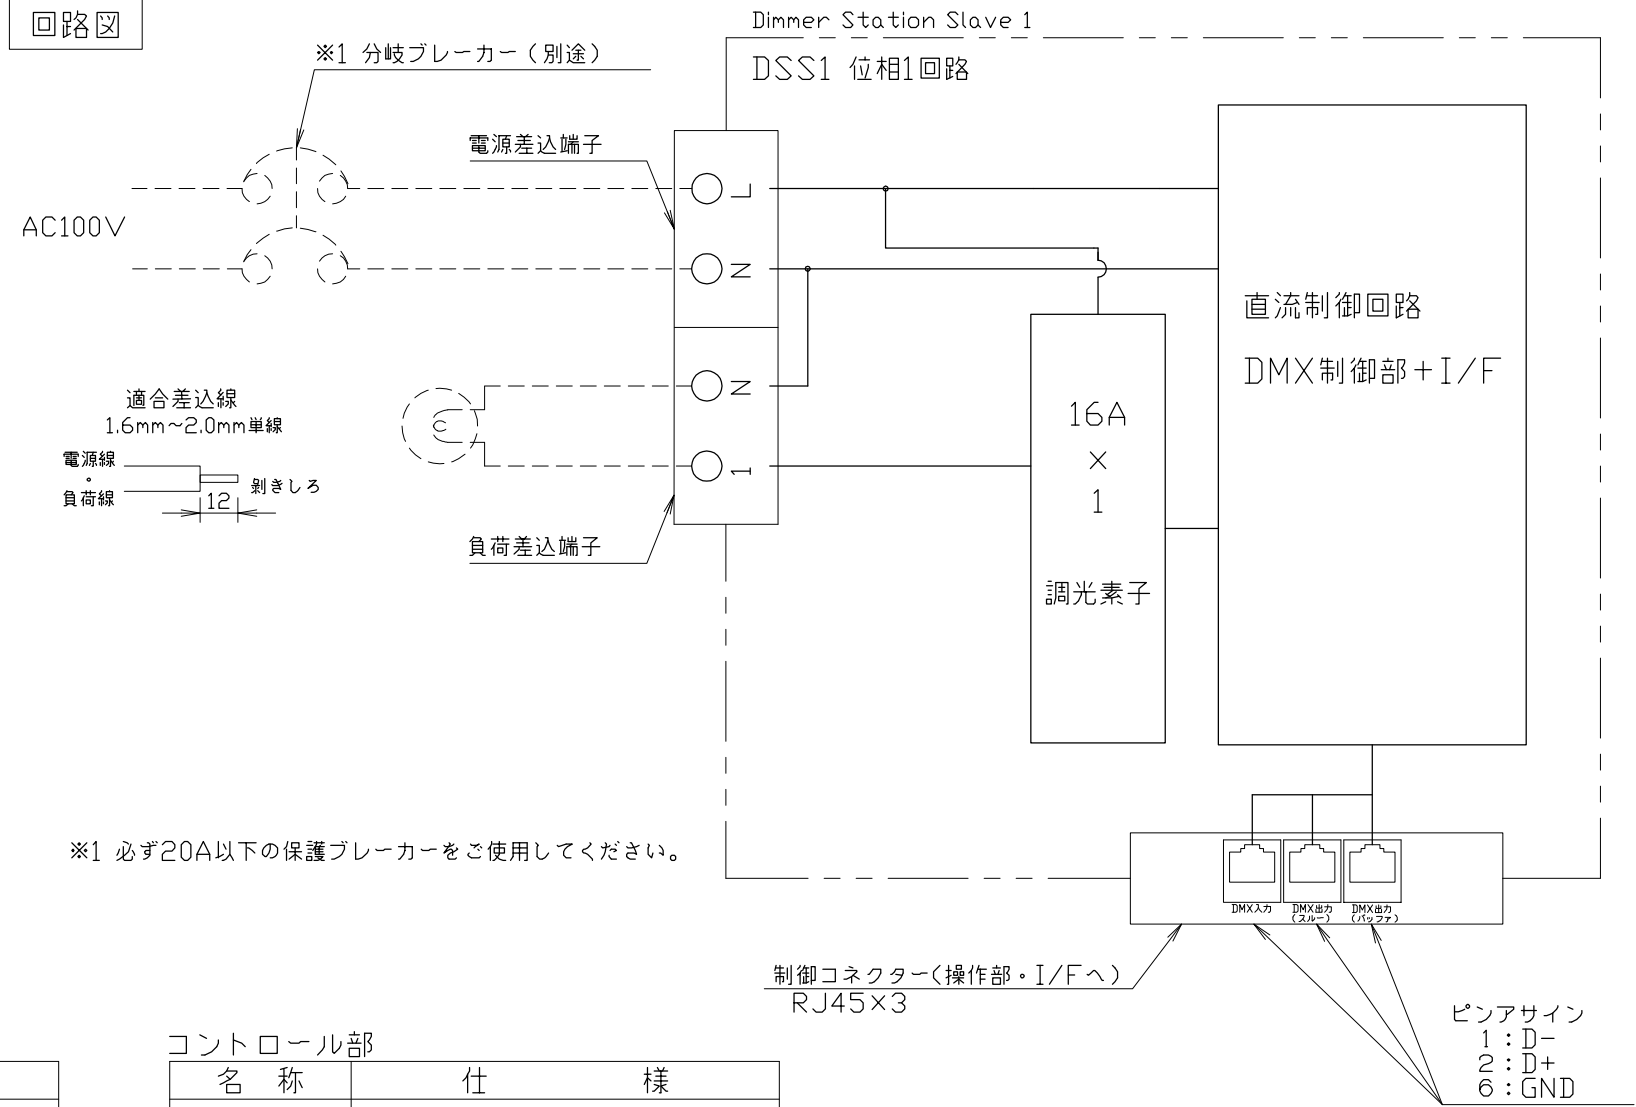 回路図
Dimmer Station Slave 1
DSS1 位相1回路
※1 分岐ブレーカー（別途）
電源差込端子
AC100V
L
N
N
1
直流制御回路
DMX制御部＋I/F
16A
×
1
調光素子
適合差込線
1.6mm～2.0mm単線
電源線
・
負荷線
12
剝きしろ
負荷差込端子
※1 必ず20A以下の保護ブレーカーをご使用してください。
DMX入力
DMX出力
(スルー)
DMX出力
(バッファ)
制御コネクター(操作部・I/Fへ)
RJ45×3
ピンアサイン
1：D-
2：D+
6：GND
コントロール部
名 称
仕 様